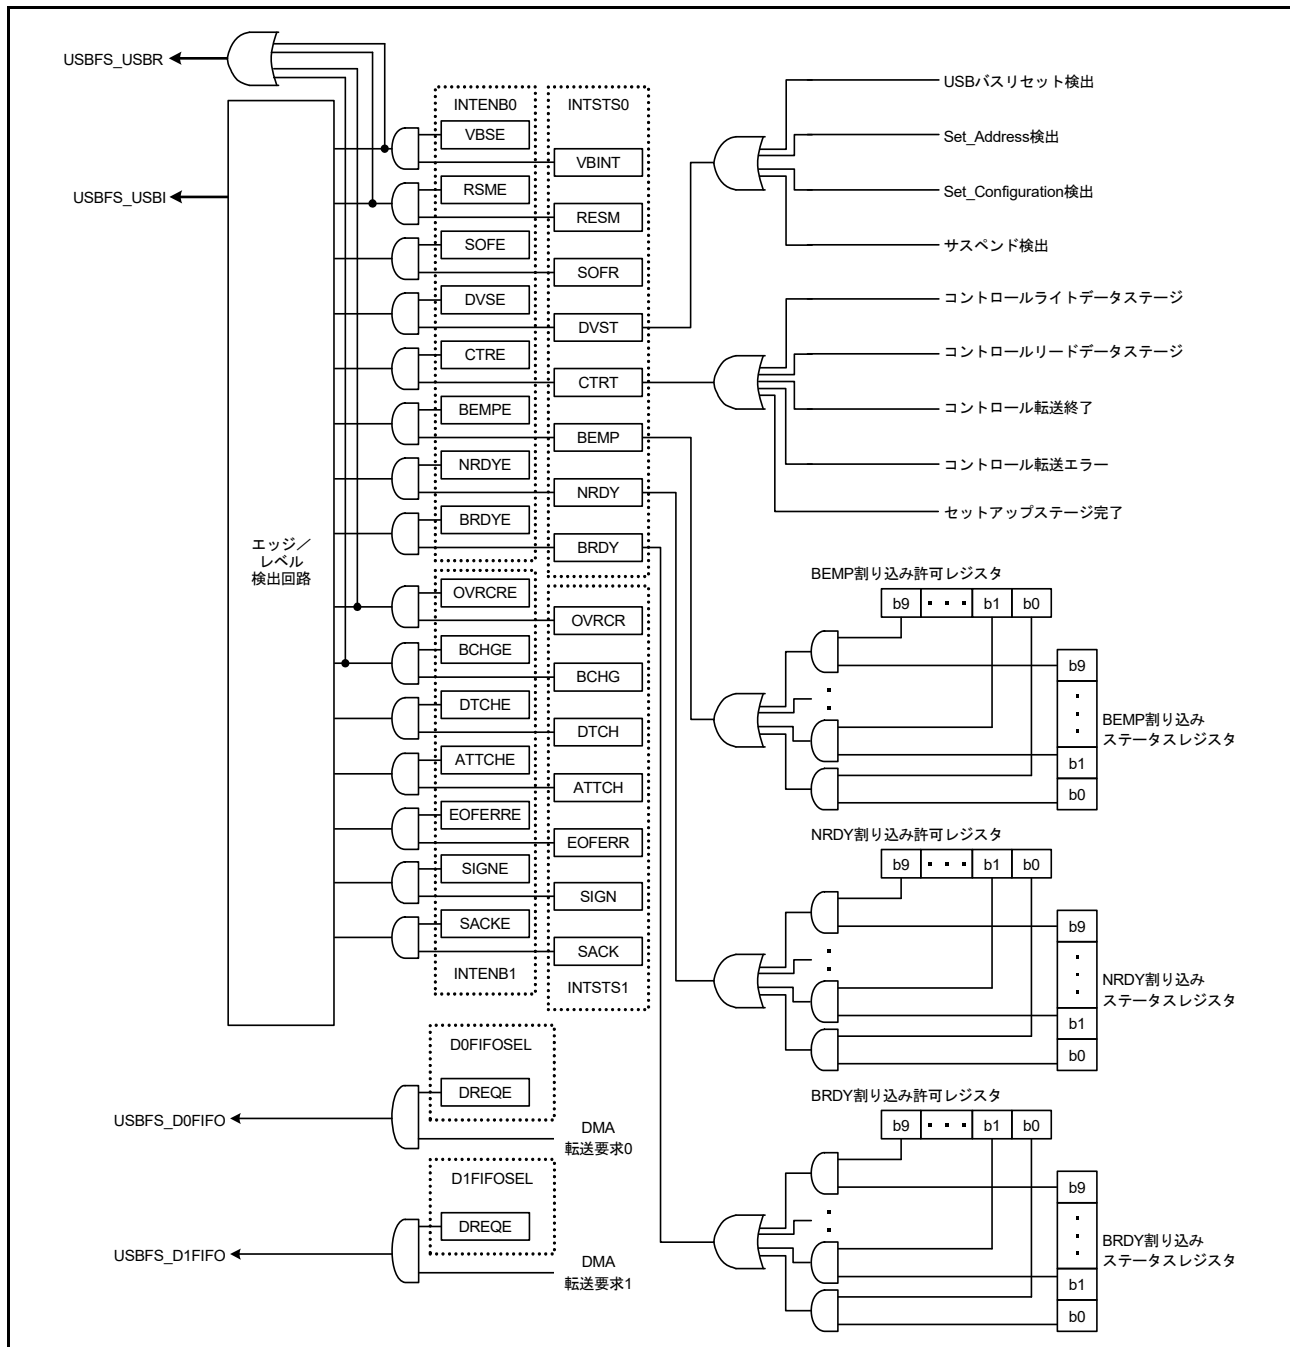 USBFS_USBR
USBFS_USBI
エッジ／
レベル
検出回路
INTENB0
VBSE
RSME
SOFE
DVSE
CTRE
BEMPE
NRDYE
BRDYE
OVRCRE
BCHGE
DTCHE
ATTCHE
EOFERRE
SIGNE
SACKE
INTENB1
INTSTS0
VBINT
RESM
SOFR
DVST
CTRT
BEMP
NRDY
BRDY
OVRCR
BCHG
DTCH
ATTCH
EOFERR
SIGN
SACK
INTSTS1
USBバスリセット検出
Set_Address検出
Set_Configuration検出
サスペンド検出
コントロールライトデータステージ
コントロールリードデータステージ
コントロール転送終了
コントロール転送エラー
セットアップステージ完了
BEMP割り込み許可レジスタ
b9 ・・・ b1 b0
b9
b1
b0
BEMP割り込み
ステータスレジスタ
NRDY割り込み許可レジスタ
b9 ・・・ b1 b0
b9
b1
b0
NRDY割り込み
ステータスレジスタ
BRDY割り込み許可レジスタ
b9 ・・・ b1 b0
b9
b1
b0
BRDY割り込み
ステータスレジスタ
D0FIFOSEL
DREQE
USBFS_D0FIFO
DMA
転送要求0
D1FIFOSEL
DREQE
USBFS_D1FIFO
DMA
転送要求1